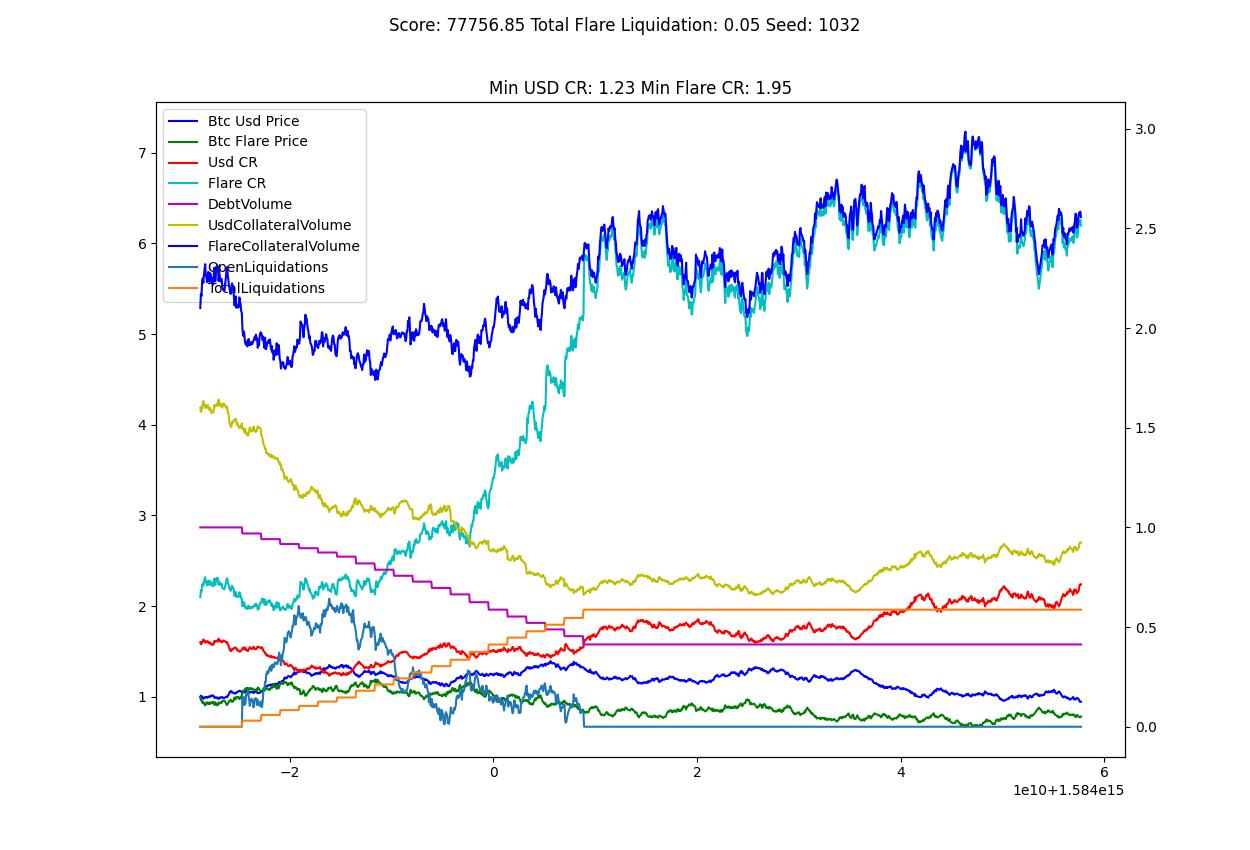 Score: 77756.85 Total Flare Liquidation: 0.05 Seed: 1032
Min USD CR: 1.23 Min Flare CR: 1.95
Btc Usd Price
Btc Flare Price
Usd CR
Flare CR
DebtVolume
UsdCollateralVolume
FlareCollateralVolume
OpenLiquidations
TotalLiquidations
7
6
5
4
3
2
1
3.0
2.5
2.0
1.5
1.0
0.5
0.0
−2
0
2
4
6
1e10+1.584e15